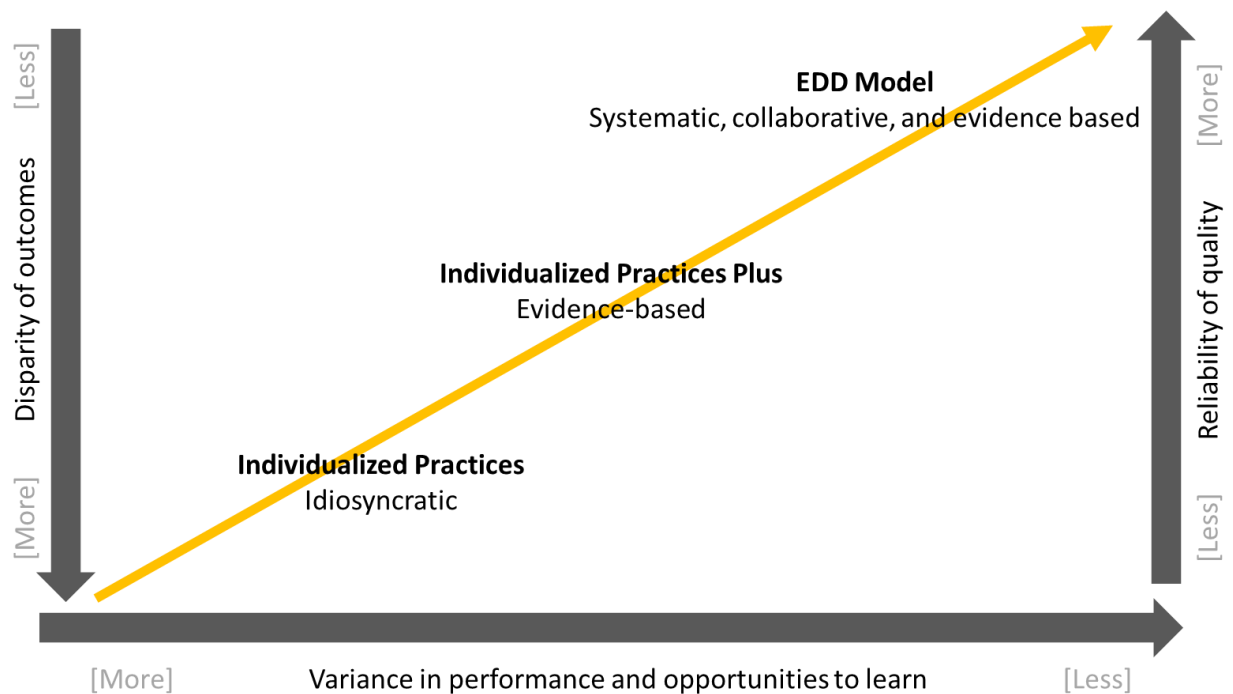 [Less]
Disparity of outcomes
[More]
EDD Model
Systematic, collaborative, and evidence based
Individualized Practices Plus
Evidence-based
Individualized Practices
Idiosyncratic
[More]
Reliability of quality
[Less]
[More]
Variance in performance and opportunities to learn
[Less]